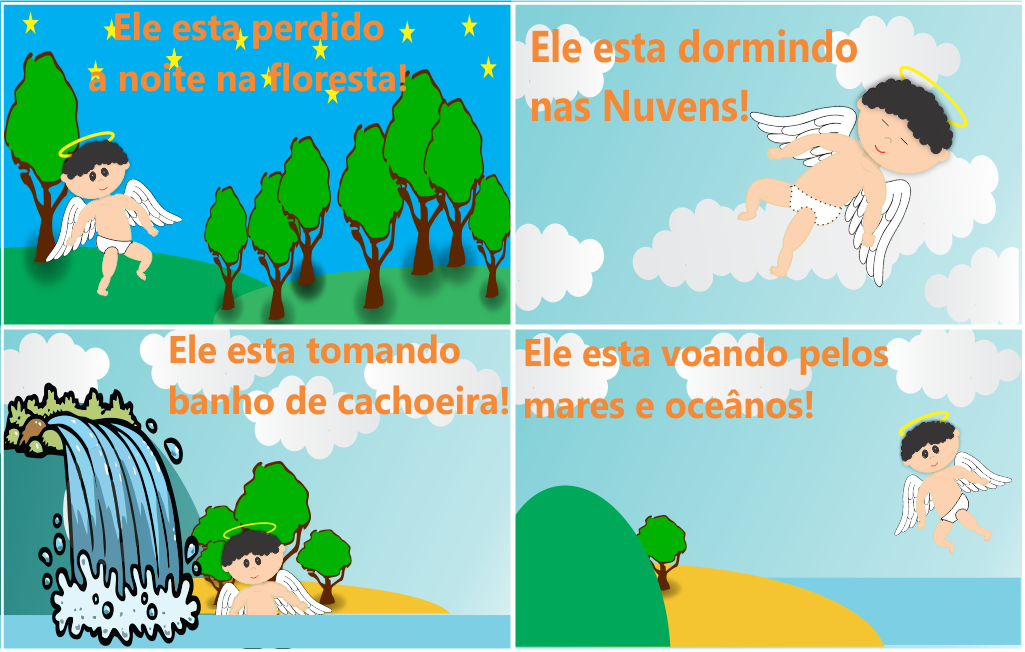 Ele esta perdido
à noite na floresta!
Ele esta dormindo
nas Nuvens!
Ele esta tomando
banho de cachoeira!
Ele esta voando pelos
mares e oceânos!